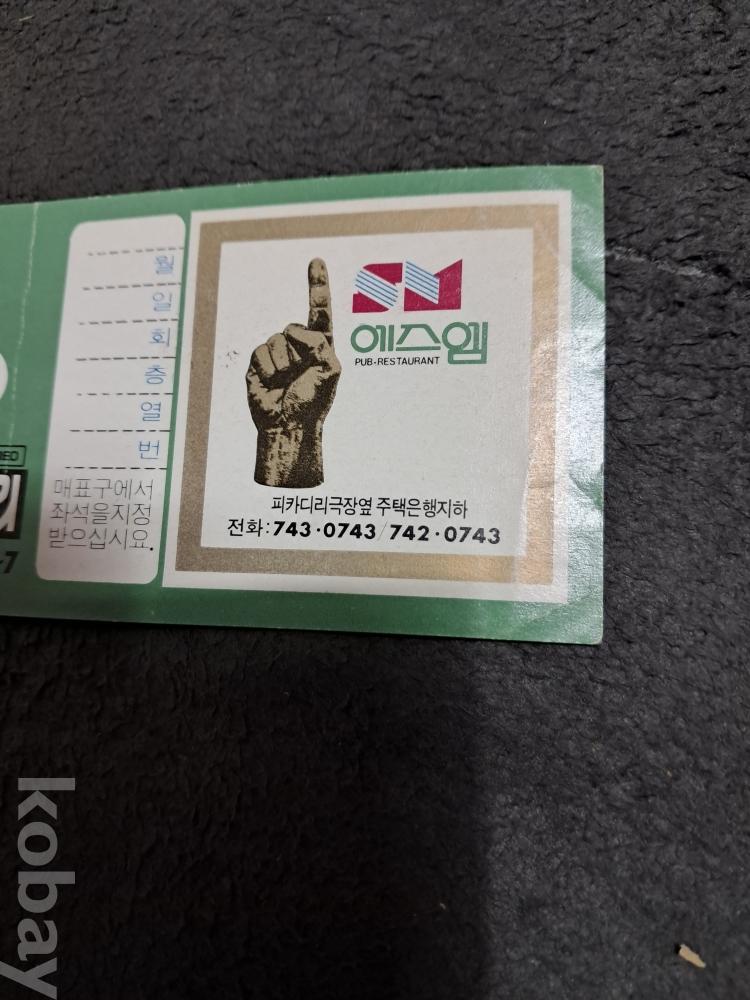 월
일
회
층
열
번
매표구에서
좌석을지정
받으십시요.
SM
에스엠
PUB-RESTAURANT
피카디리극장옆 주택은행지하
전화: 743·0743/742·0743
kobay